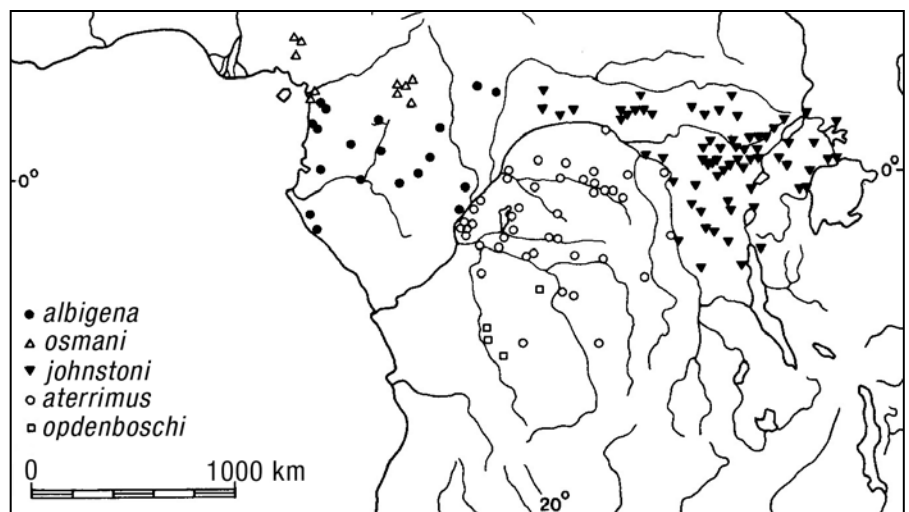 0°
0°
● albigena
△ osmani
▼ johnstoni
○ aterrimus
□ opdenboschi
0 1000 km
20°